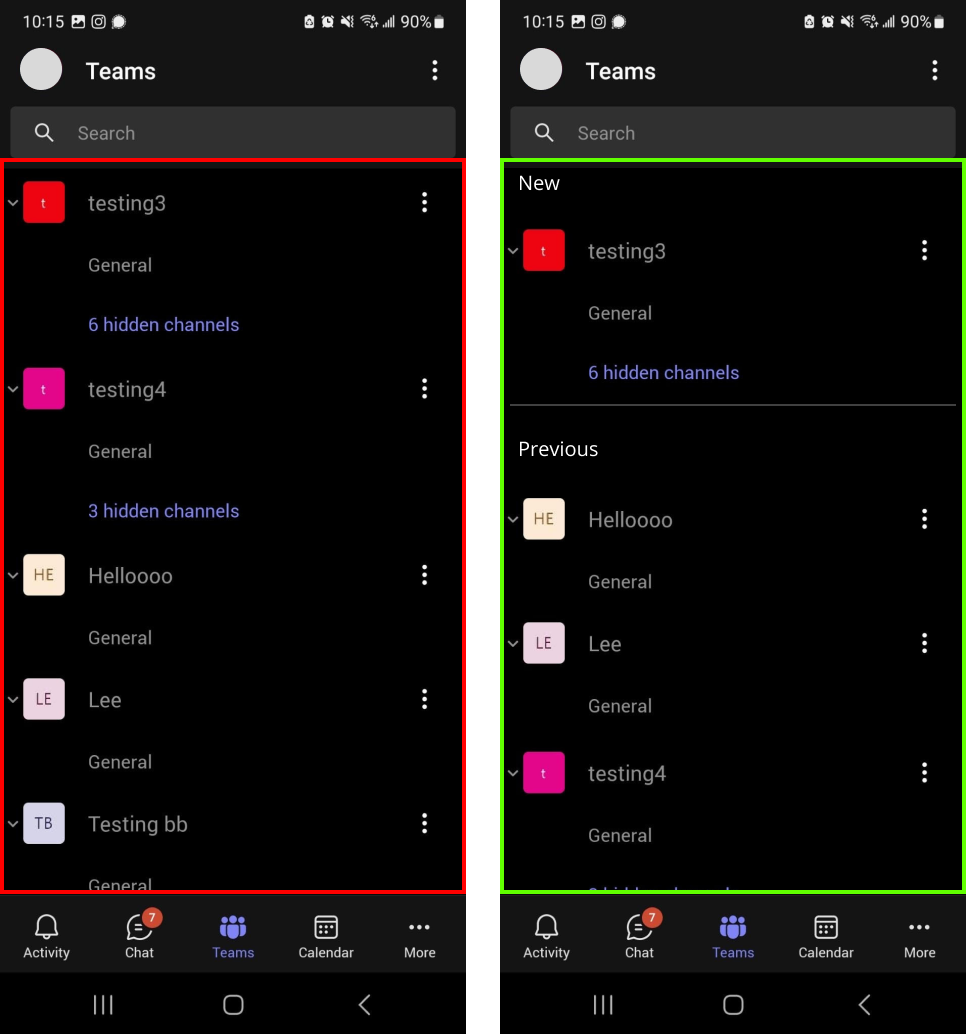 10:15 90%
Teams
Search
t testing3
General
6 hidden channels
t testing4
General
3 hidden channels
HE Helloooo
General
LE Lee
General
TB Testing bb
General
7
Activity Chat Teams Calendar More
10:15 90%
Teams
Search
New
t testing3
General
6 hidden channels
Previous
HE Helloooo
General
LE Lee
General
t testing4
General
hidden channels
7
Activity Chat Teams Calendar More